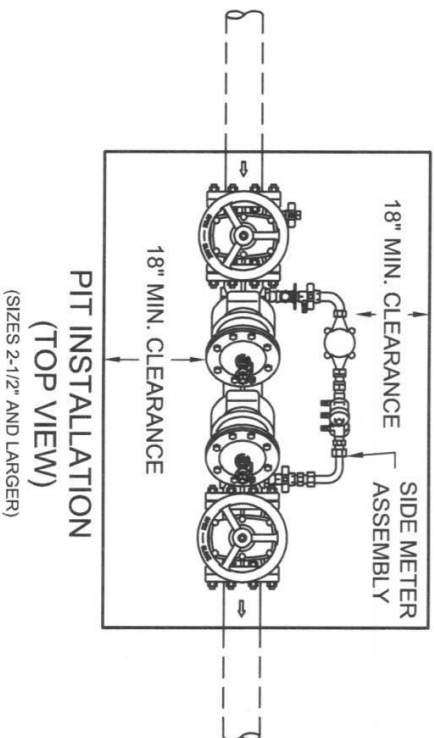 18" MIN. CLEARANCE
SIDE METER
ASSEMBLY
18" MIN. CLEARANCE
PIT INSTALLATION
(TOP VIEW)
(SIZES 2-1/2" AND LARGER)